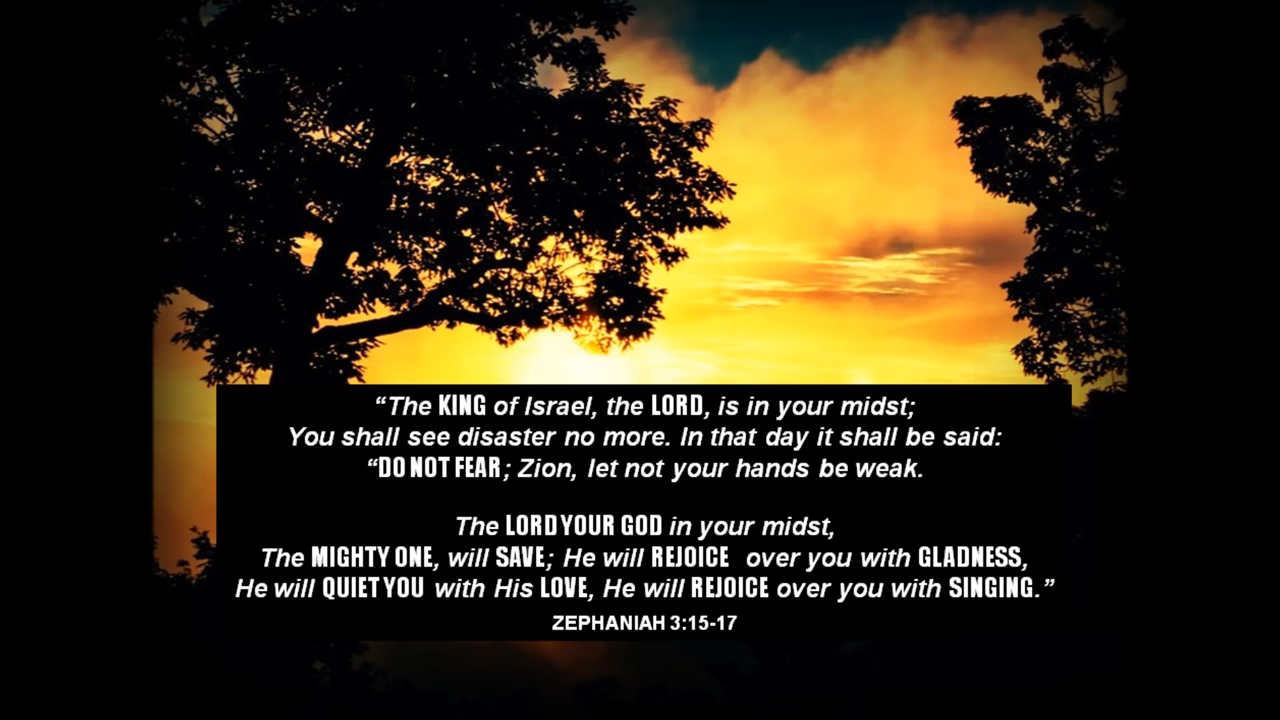 “The KING of Israel, the LORD, is in your midst;
You shall see disaster no more. In that day it shall be said:
“DO NOT FEAR; Zion, let not your hands be weak.
The LORD YOUR GOD in your midst,
The MIGHTY ONE, will SAVE; He will REJOICE over you with GLADNESS,
He will QUIET YOU with His LOVE, He will REJOICE over you with SINGING.”
ZEPHANIAH 3:15-17